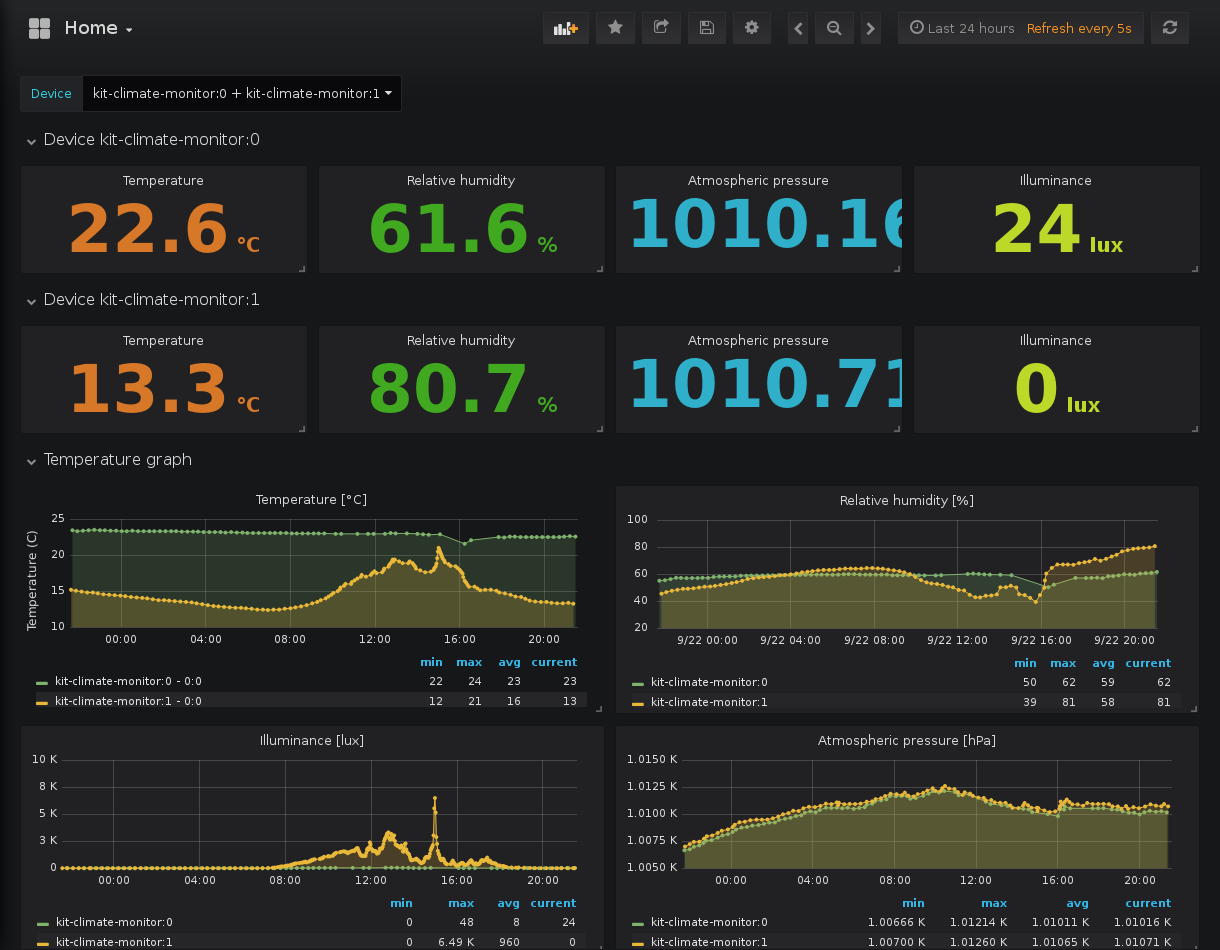 Home
Last 24 hours Refresh every 5s
Device kit-climate-monitor:0 + kit-climate-monitor:1
Device kit-climate-monitor:0
Temperature Relative humidity Atmospheric pressure Illuminance
22.6 °C 61.6 % 1010.16 24 lux
Device kit-climate-monitor:1
Temperature Relative humidity Atmospheric pressure Illuminance
13.3 °C 80.7 % 1010.71 0 lux
Temperature graph
Temperature [°C]
Temperature (C)
25
20
15
10
00:00 04:00 08:00 12:00 16:00 20:00
min max avg current
kit-climate-monitor:0 - 0:0 22 24 23 23
kit-climate-monitor:1 - 0:0 12 21 16 13
Relative humidity [%]
100
80
60
40
20
9/22 00:00 9/22 04:00 9/22 08:00 9/22 12:00 9/22 16:00 9/22 20:00
min max avg current
kit-climate-monitor:0 50 62 59 62
kit-climate-monitor:1 39 81 58 81
Illuminance [lux]
10 K
8 K
5 K
3 K
0
00:00 04:00 08:00 12:00 16:00 20:00
min max avg current
kit-climate-monitor:0 0 48 8 24
kit-climate-monitor:1 0 6.49 K 960 0
Atmospheric pressure [hPa]
1.0150 K
1.0125 K
1.0100 K
1.0075 K
1.0050 K
00:00 04:00 08:00 12:00 16:00 20:00
min max avg current
kit-climate-monitor:0 1.00666 K 1.01214 K 1.01011 K 1.01016 K
kit-climate-monitor:1 1.00700 K 1.01260 K 1.01065 K 1.01071 K